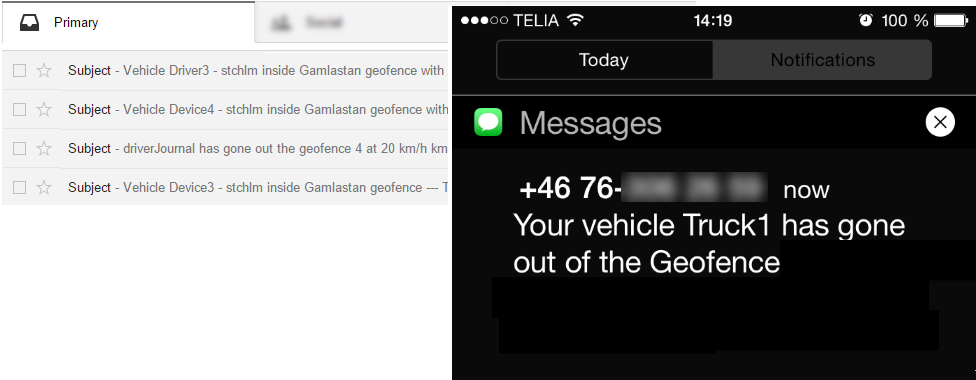 Primary
Subject - Vehicle Driver3 - stchlm inside Gamlastan geofence with
Subject - Vehicle Device4 - stchlm inside Gamlastan geofence with
Subject - driverJournal has gone out the geofence 4 at 20 km/h km
Subject - Vehicle Device3 - stchlm inside Gamlastan geofence --- T
TELIA 14:19 100 %
Today Notifications
Messages
+46 76- now
Your vehicle Truck1 has gone
out of the Geofence